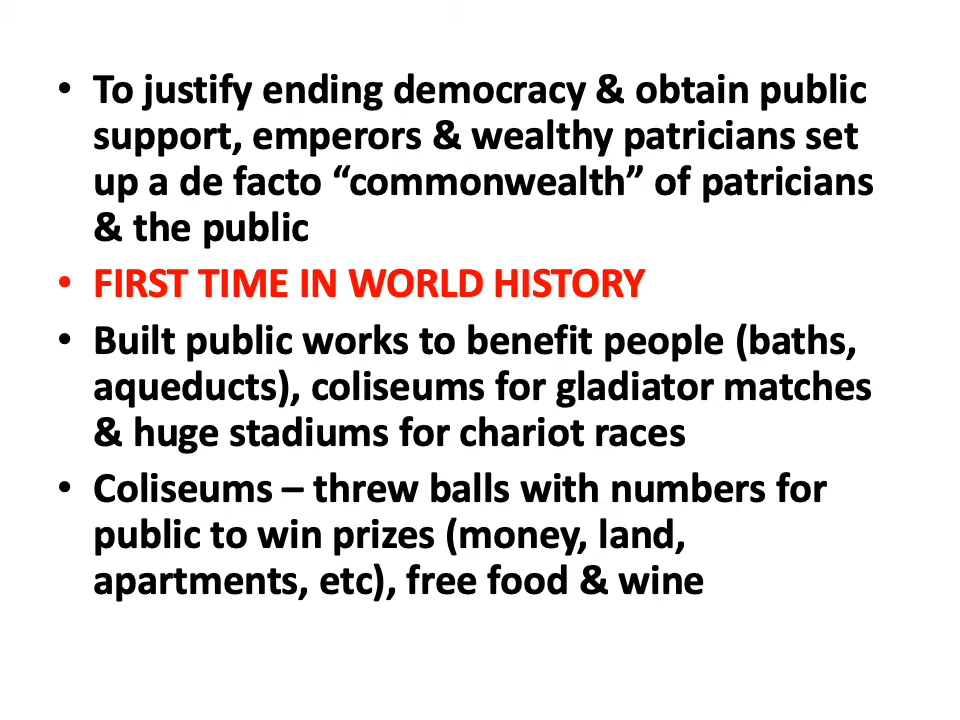 • To justify ending democracy & obtain public
support, emperors & wealthy patricians set
up a de facto “commonwealth” of patricians
& the public
• FIRST TIME IN WORLD HISTORY
• Built public works to benefit people (baths,
aqueducts), coliseums for gladiator matches
& huge stadiums for chariot races
• Coliseums – threw balls with numbers for
public to win prizes (money, land,
apartments, etc), free food & wine